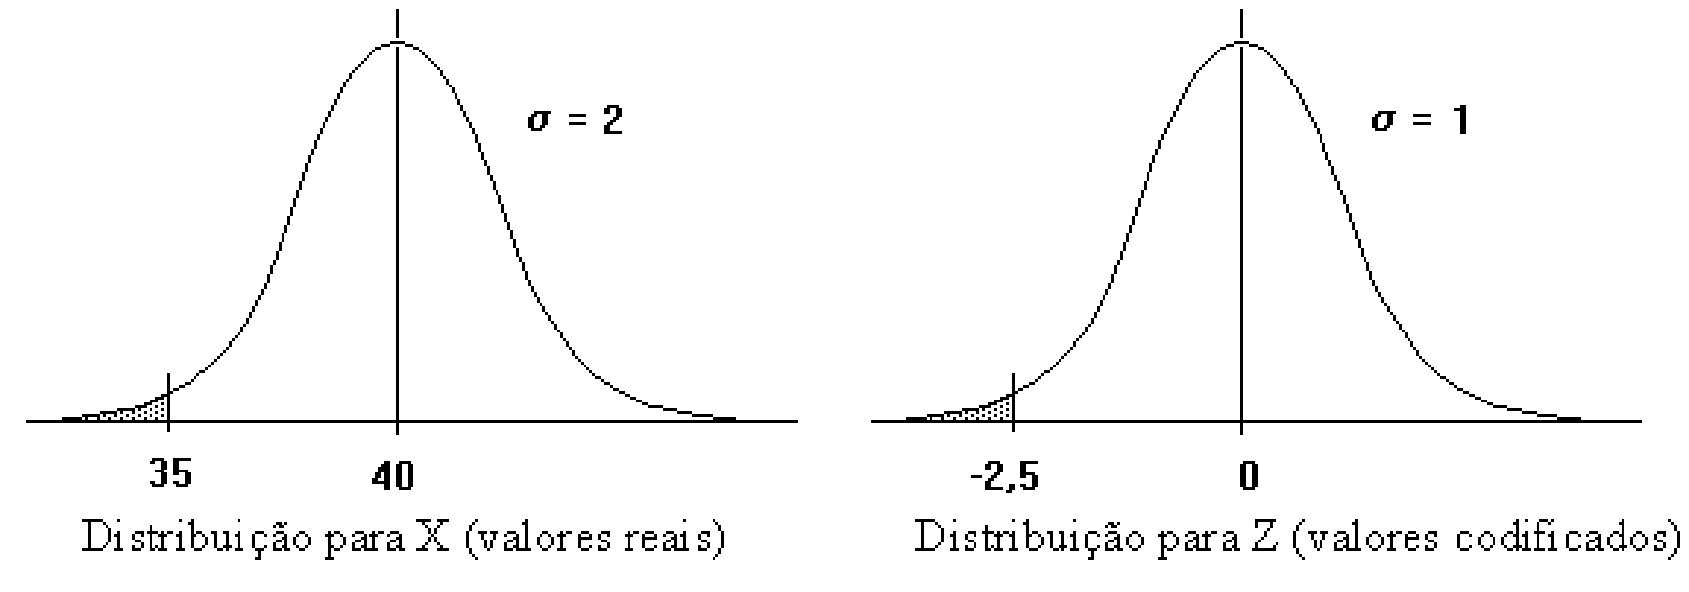 σ = 2
35
40
Distribuição para X (valores reais)
σ = 1
-2,5
0
Distribuição para Z (valores codificados)